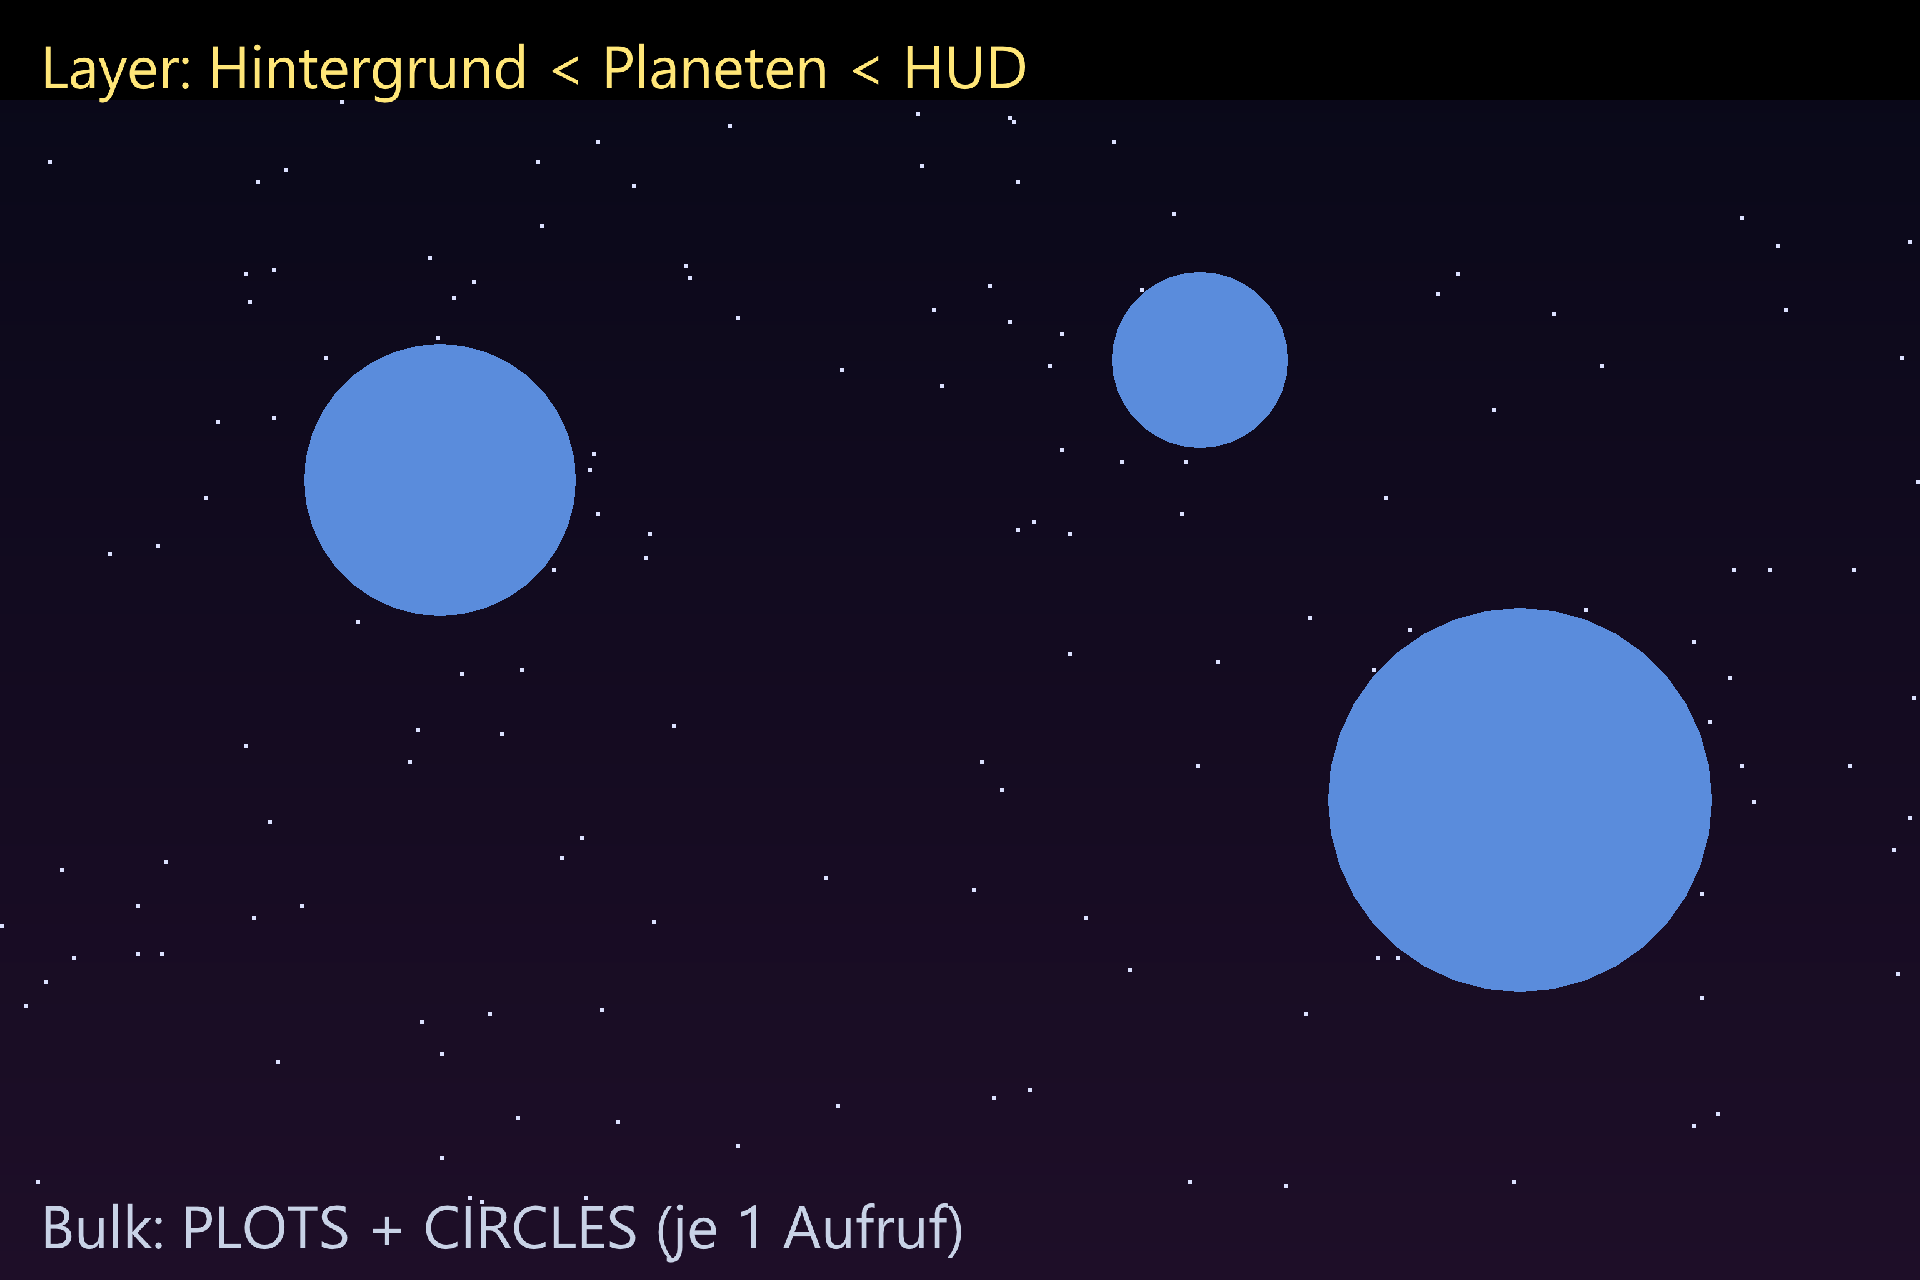 Layer: Hintergrund < Planeten < HUD
Bulk: PLOTS + CIRCLES (je 1 Aufruf)